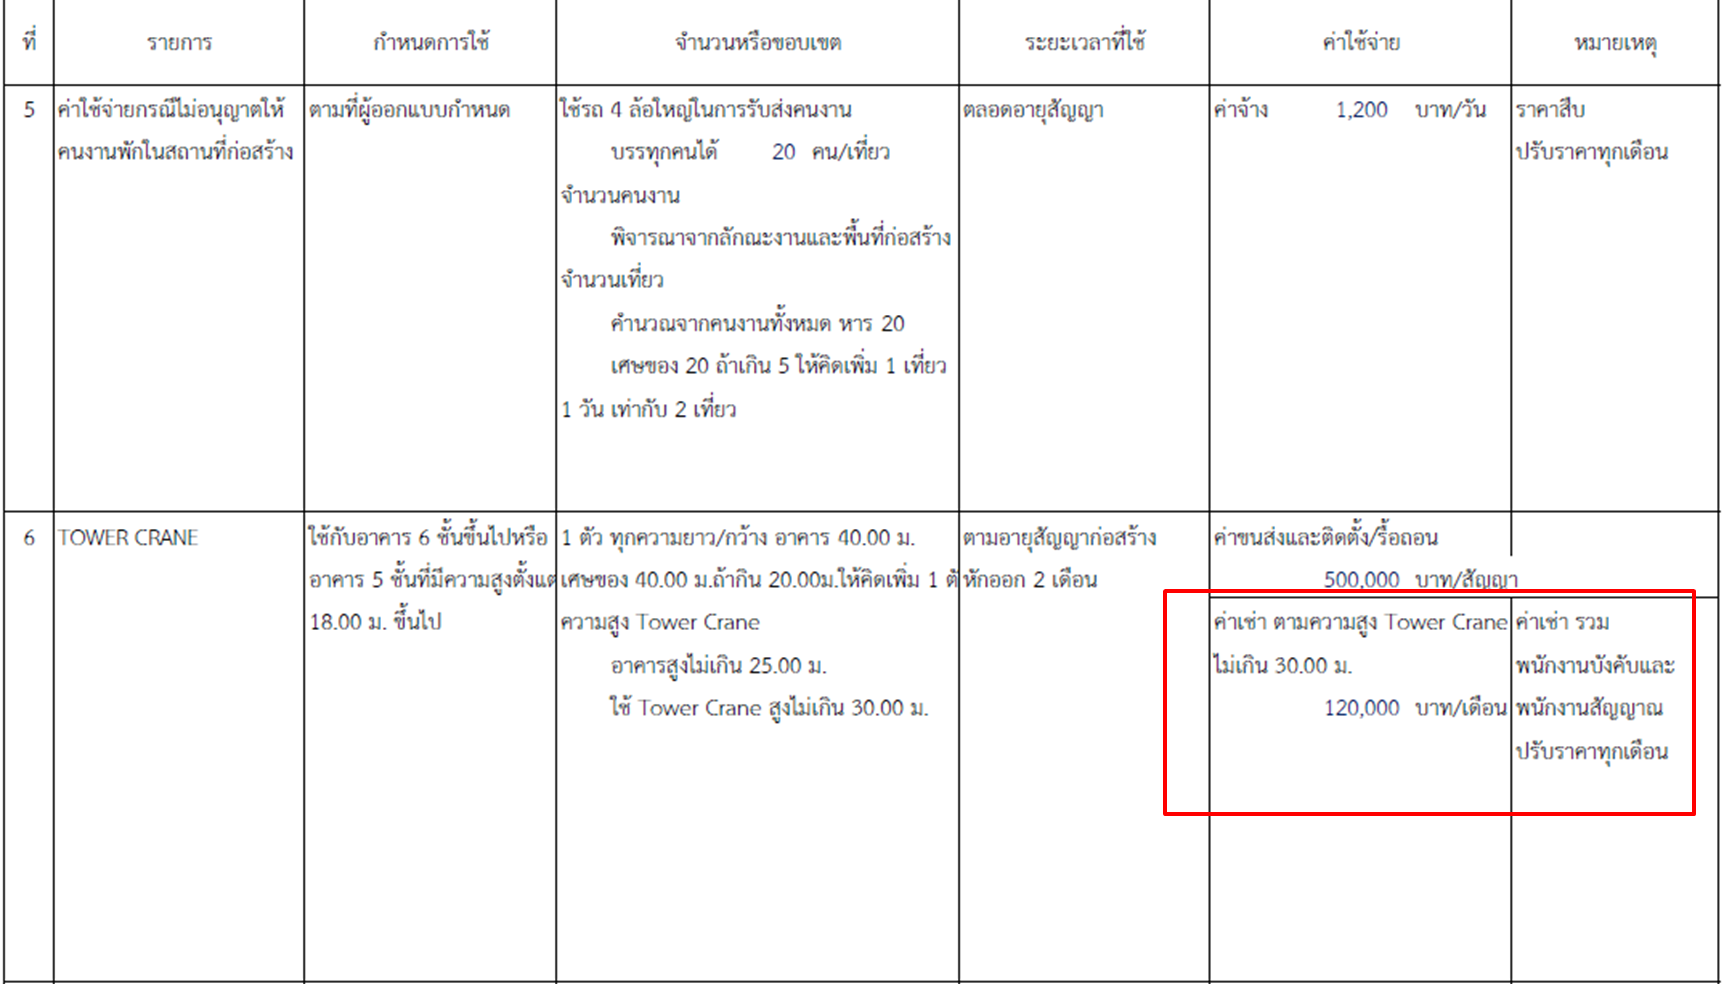 ที่ รายการ กำหนดการใช้ จำนวนหรือขอบเขต ระยะเวลาที่ใช้ ค่าใช้จ่าย หมายเหตุ
5 ค่าใช้จ่ายกรณีไม่อนุญาตให้ ตามที่ผู้ออกแบบกำหนด ใช้รถ 4 ล้อใหญ่ในการรับส่งคนงาน ตลอดอายุสัญญา ค่าจ้าง 1,200 บาท/วัน ราคาสืบ
คนงานพักในสถานที่ก่อสร้าง บรรทุกคนได้ 20 คน/เที่ยว ปรับราคาทุกเดือน
จำนวนคนงาน
พิจารณาจากลักณะงานและพื้นที่ก่อสร้าง
จำนวนเที่ยว
คำนวณจากคนงานทั้งหมด หาร 20
เศษของ 20 ถ้าเกิน 5 ให้คิดเพิ่ม 1 เที่ยว
1 วัน เท่ากับ 2 เที่ยว
6 TOWER CRANE ใช้กับอาคาร 6 ชั้นขึ้นไปหรือ 1 ตัว ทุกความยาว/กว้าง อาคาร 40.00 ม. ตามอายุสัญญาก่อสร้าง ค่าขนส่งและติดตั้ง/รื้อถอน
อาคาร 5 ชั้นที่มีความสูงตั้งแต่ เศษของ 40.00 ม.ถ้ากิน 20.00ม.ให้คิดเพิ่ม 1 ตั หักออก 2 เดือน 500,000 บาท/สัญญา
18.00 ม. ขึ้นไป ความสูง Tower Crane ค่าเช่า ตามความสูง Tower Crane ค่าเช่า รวม
อาคารสูงไม่เกิน 25.00 ม. ไม่เกิน 30.00 ม. พนักงานบังคับและ
ใช้ Tower Crane สูงไม่เกิน 30.00 ม. 120,000 บาท/เดือน พนักงานสัญญาณ
ปรับราคาทุกเดือน